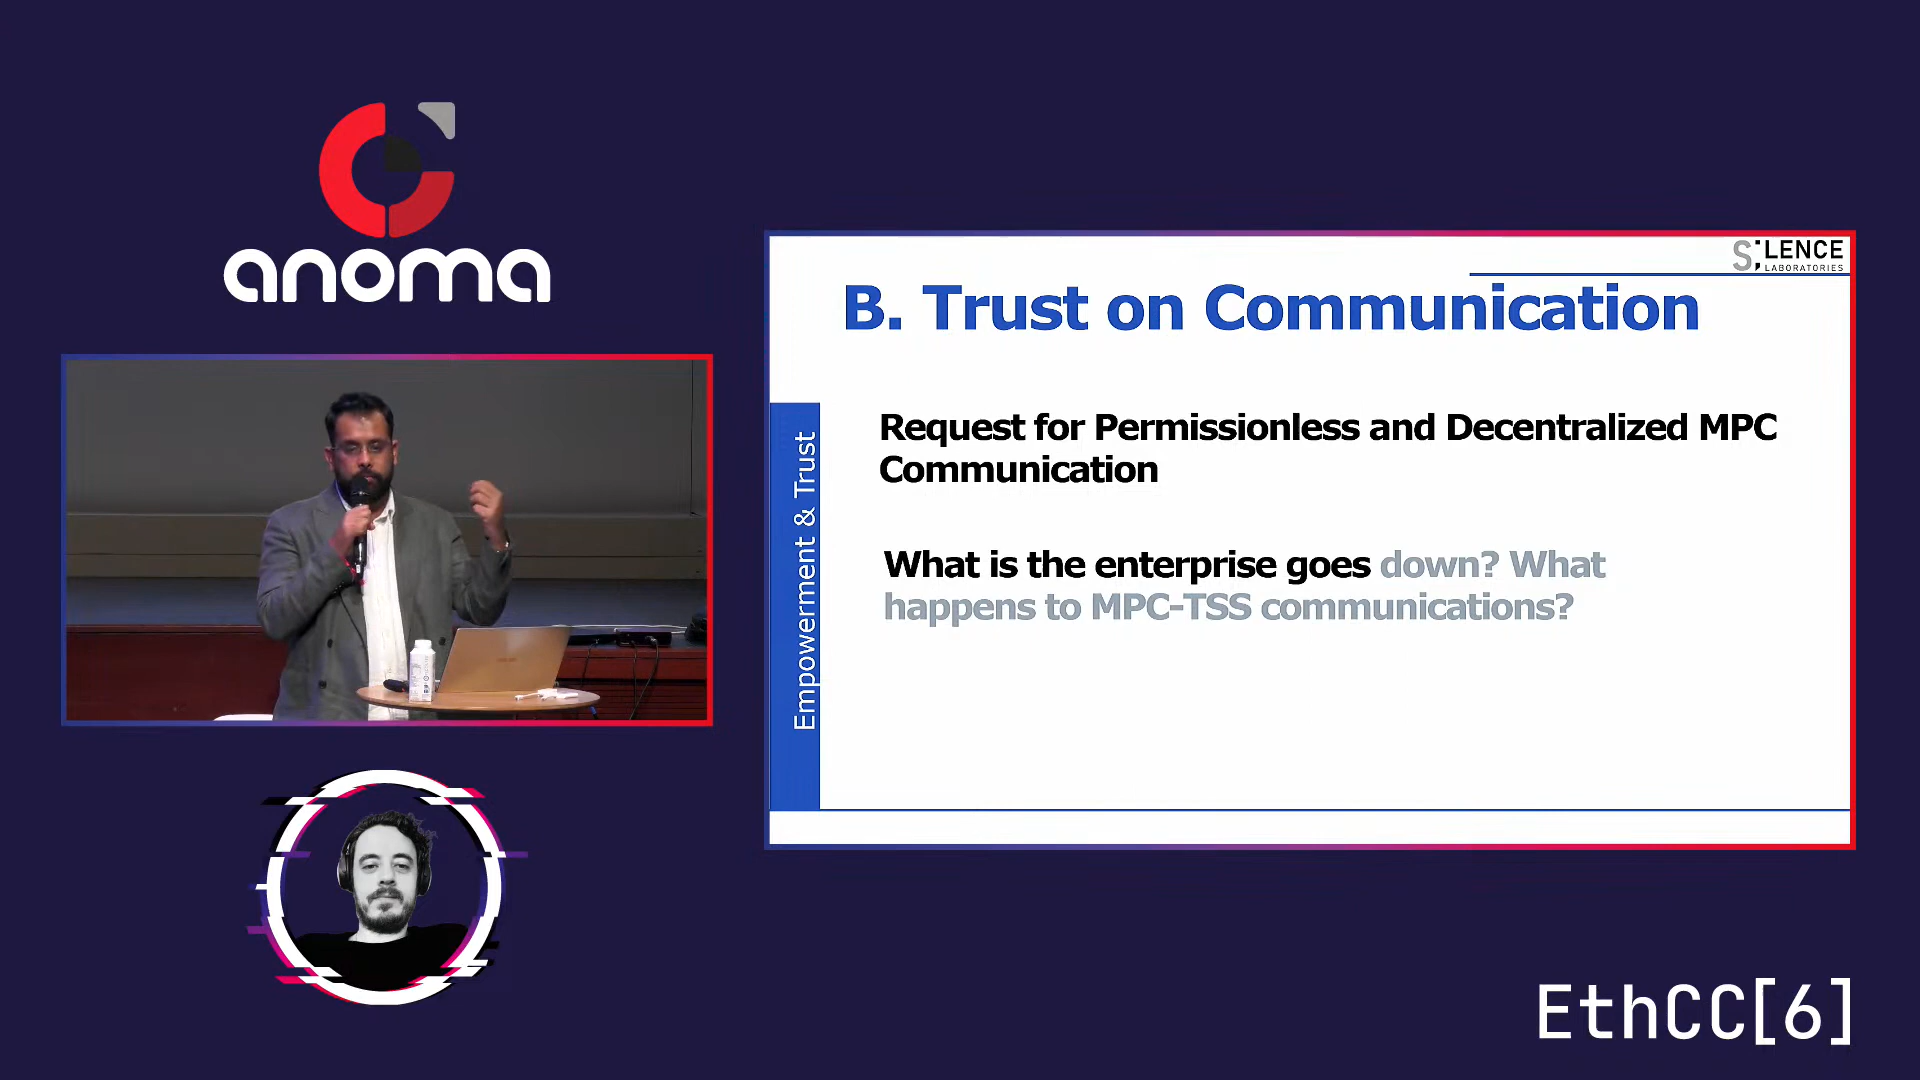 anoma
S:LENCE
LABORATORIES
B. Trust on Communication
Empowerment & Trust
Request for Permissionless and Decentralized MPC
Communication
What is the enterprise goes down? What
happens to MPC-TSS communications?
EthCC[6]